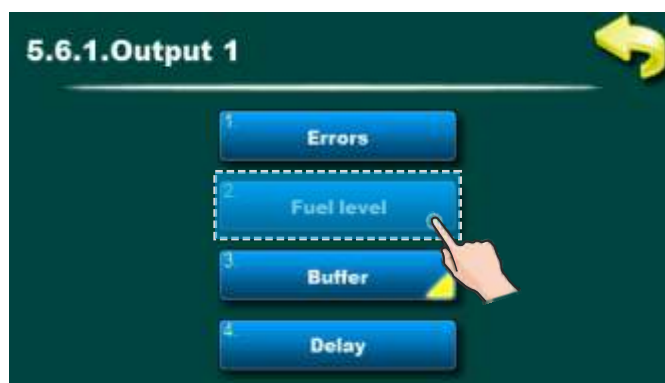 5.6.1.Output 1
1.
Errors
2.
Fuel level
3.
Buffer
4.
Delay